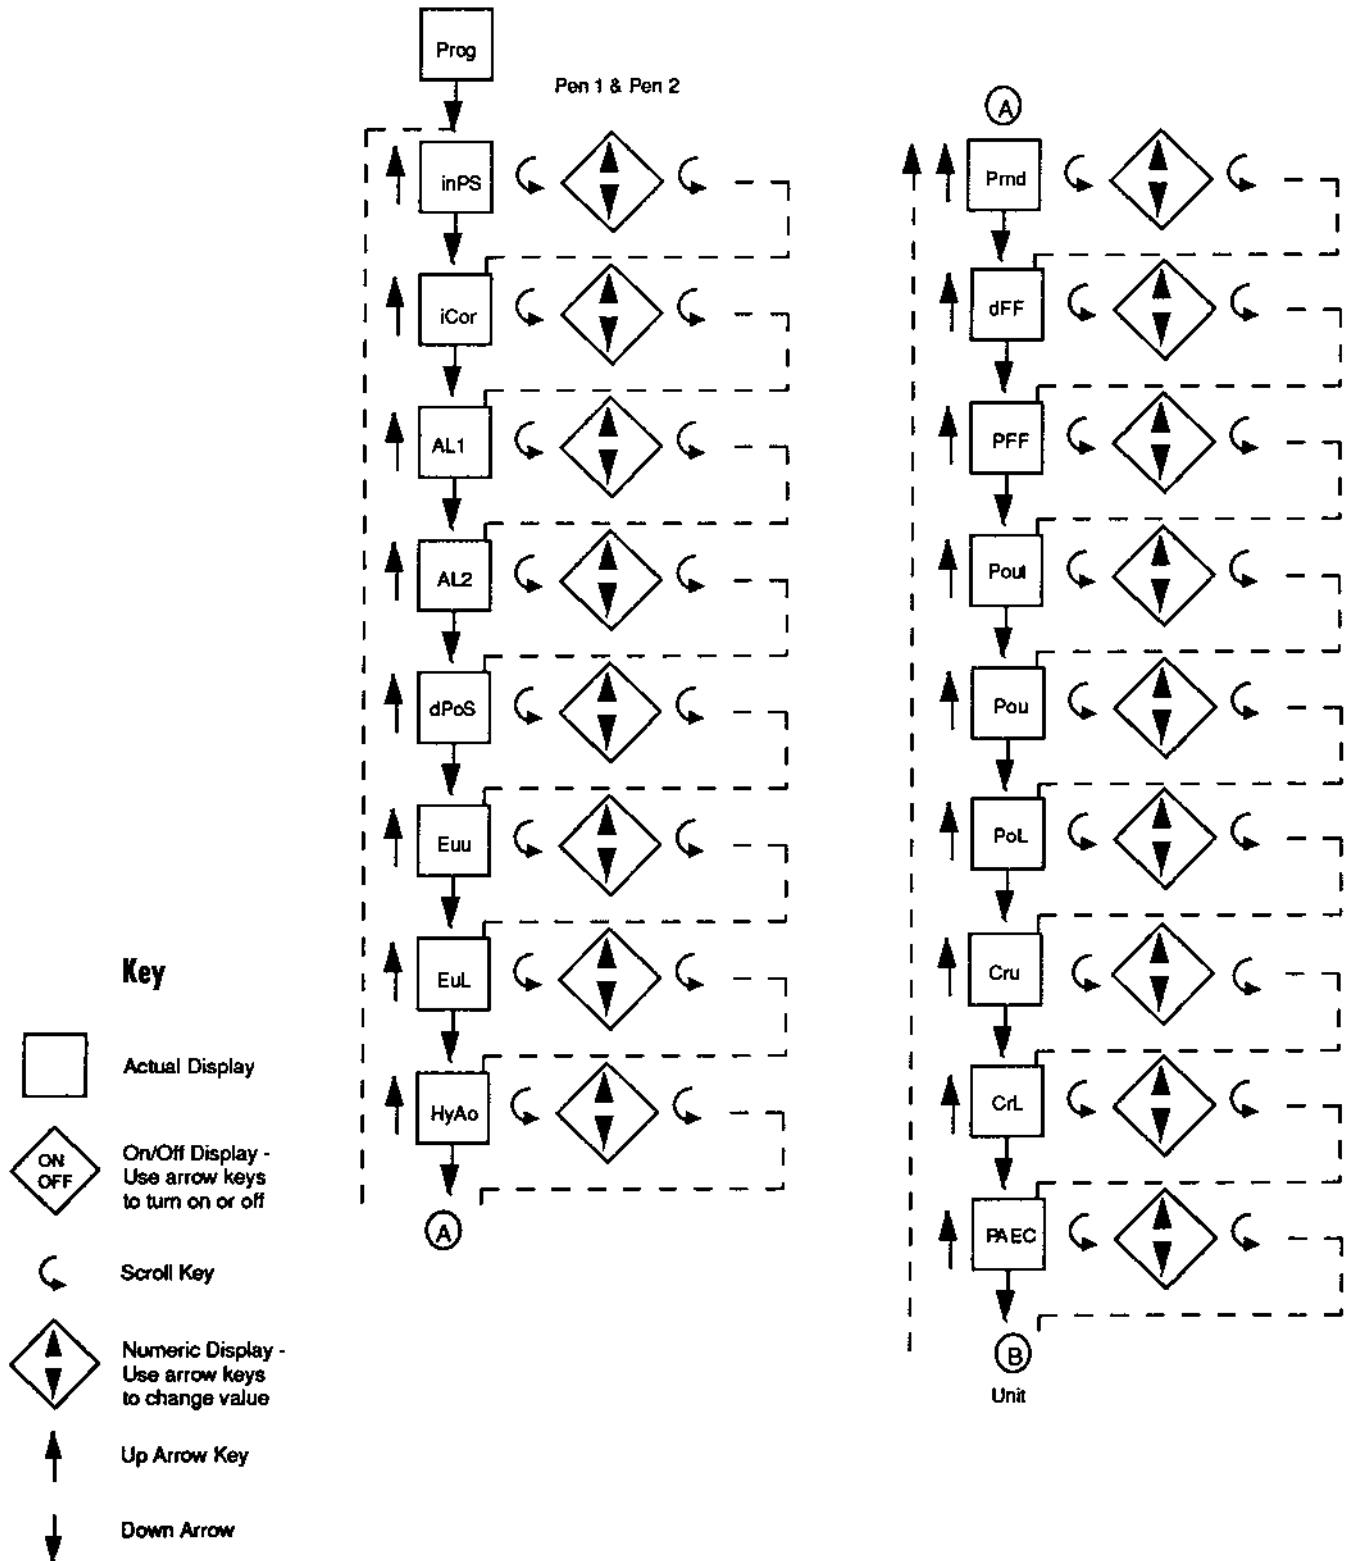 Prog
Pen 1 & Pen 2
inPS
iCor
AL1
AL2
dPoS
Euu
EuL
HyAo
A
A
Prnd
dFF
PFF
Poul
Pou
PoL
Cru
CrL
PAEC
B
Unit
Key
Actual Display
ON
OFF
On/Off Display -
Use arrow keys
to turn on or off
Scroll Key
Numeric Display -
Use arrow keys
to change value
Up Arrow Key
Down Arrow